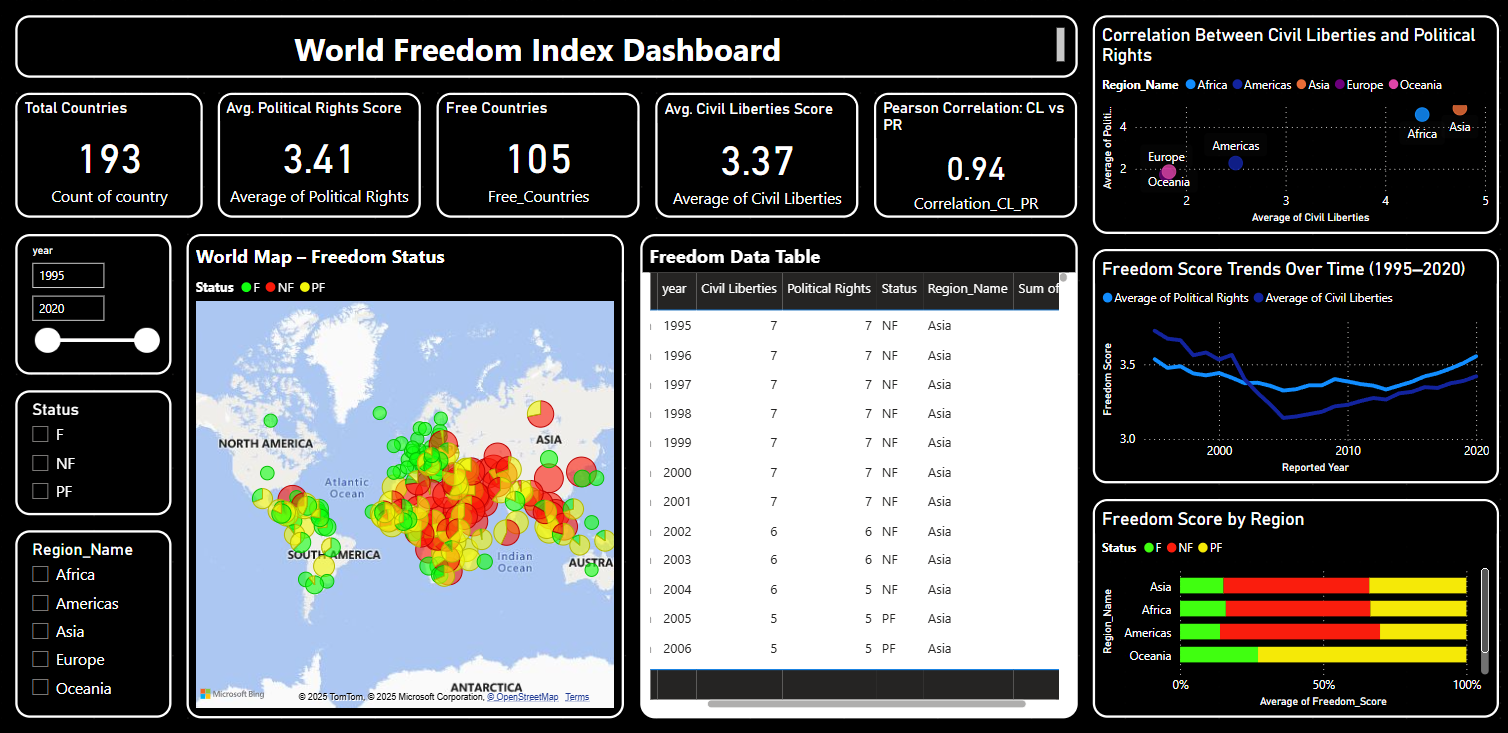 World Freedom Index Dashboard
Total Countries
193
Count of country
Avg. Political Rights Score
3.41
Average of Political Rights
Free Countries
105
Free_Countries
Avg. Civil Liberties Score
3.37
Average of Civil Liberties
Pearson Correlation: CL vs
PR
0.94
Correlation_CL_PR
Correlation Between Civil Liberties and Political
Rights
Region_Name Africa Americas Asia Europe Oceania
Average of Politi...
4
2
Europe
Oceania
Americas
Africa
Asia
2 3 4 5
Average of Civil Liberties
year
1995
2020
Status
F
NF
PF
Region_Name
Africa
Americas
Asia
Europe
Oceania
World Map – Freedom Status
Status F NF PF
NORTH AMERICA
ASIA
Atlantic
Ocean
SOUTH AMERICA
Indian
Ocean
AUSTRA
ANTARCTICA
Microsoft Bing
© 2025 TomTom, © 2025 Microsoft Corporation, © OpenStreetMap Terms
Freedom Data Table
year Civil Liberties Political Rights Status Region_Name Sum of
1995 7 7 NF Asia
1996 7 7 NF Asia
1997 7 7 NF Asia
1998 7 7 NF Asia
1999 7 7 NF Asia
2000 7 7 NF Asia
2001 7 7 NF Asia
2002 6 6 NF Asia
2003 6 6 NF Asia
2004 6 5 NF Asia
2005 5 5 PF Asia
2006 5 5 PF Asia
Freedom Score Trends Over Time (1995–2020)
Average of Political Rights Average of Civil Liberties
Freedom Score
3.5
3.0
2000 2010 2020
Reported Year
Freedom Score by Region
Status F NF PF
Region_Name
Asia
Africa
Americas
Oceania
0% 50% 100%
Average of Freedom_Score